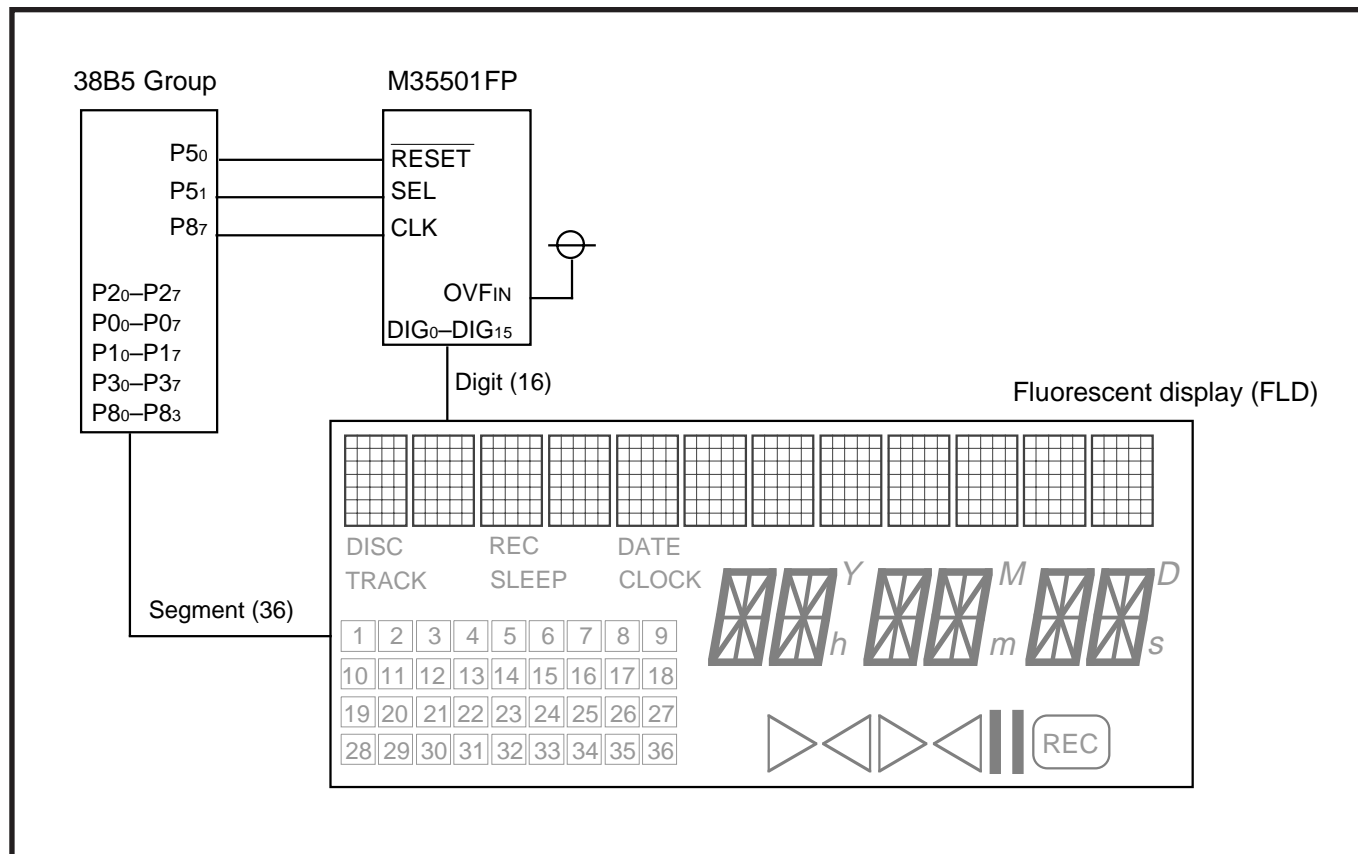 38B5 Group
M35501FP
P5₀
RESET
P5₁
SEL
P8₇
CLK
OVFIN
P2₀–P2₇
P0₀–P0₇
P1₀–P1₇
P3₀–P3₇
P8₀–P8₃
DIG₀–DIG₁₅
Digit (16)
Fluorescent display (FLD)
Segment (36)
DISC REC DATE
TRACK SLEEP CLOCK
Y M D
h m s
1 2 3 4 5 6 7 8 9
10 11 12 13 14 15 16 17 18
19 20 21 22 23 24 25 26 27
28 29 30 31 32 33 34 35 36
REC